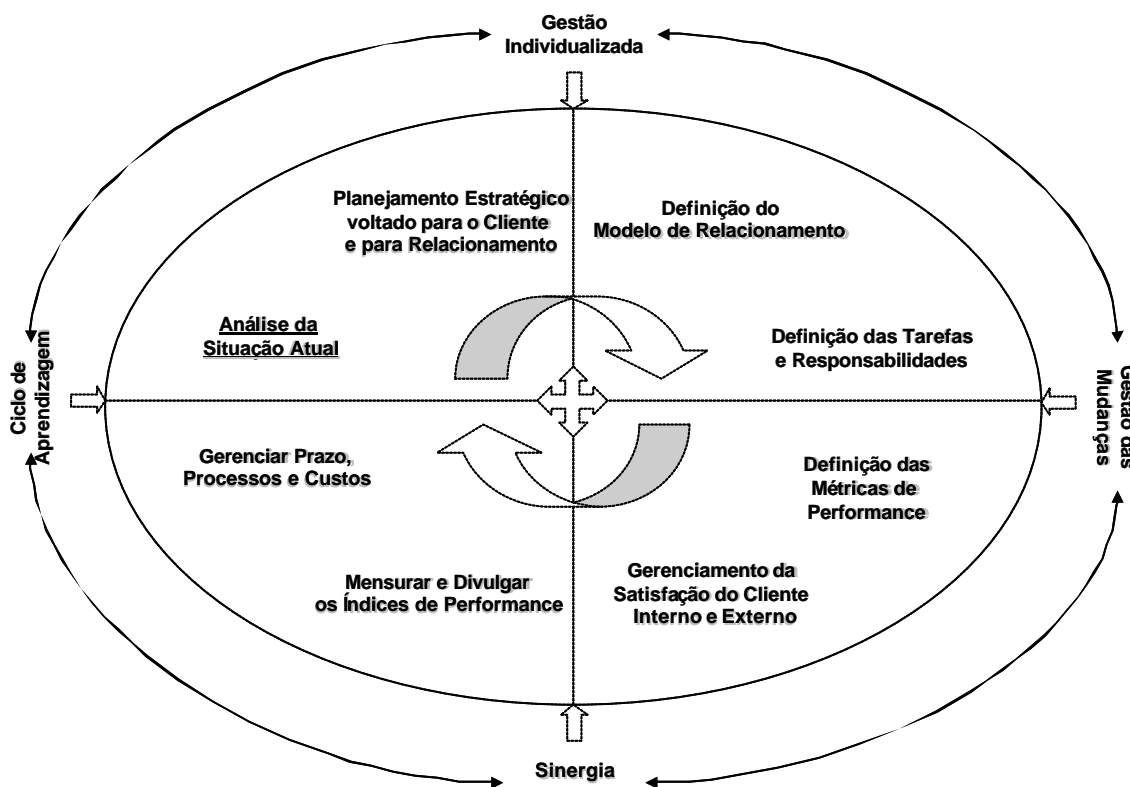 Gestão
Individualizada
Planejamento Estratégico
voltado para o Cliente
e para Relacionamento
Definição do
Modelo de Relacionamento
Análise da
Situação Atual
Definição das Tarefas
e Responsabilidades
Ciclo de
Aprendizagem
Gestão das
Mudanças
Gerenciar Prazo,
Processos e Custos
Definição das
Métricas de
Performance
Mensurar e Divulgar
os Índices de Performance
Gerenciamento da
Satisfação do Cliente
Interno e Externo
Sinergia